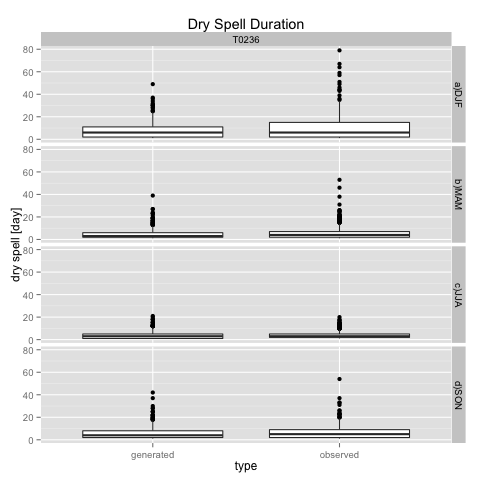 Dry Spell Duration
T0236
80
60
40
20
0
a)DJF
80
60
40
20
0
b)MAM
80
60
40
20
0
c)JJA
80
60
40
20
0
d)SON
dry spell [day]
generated
observed
type